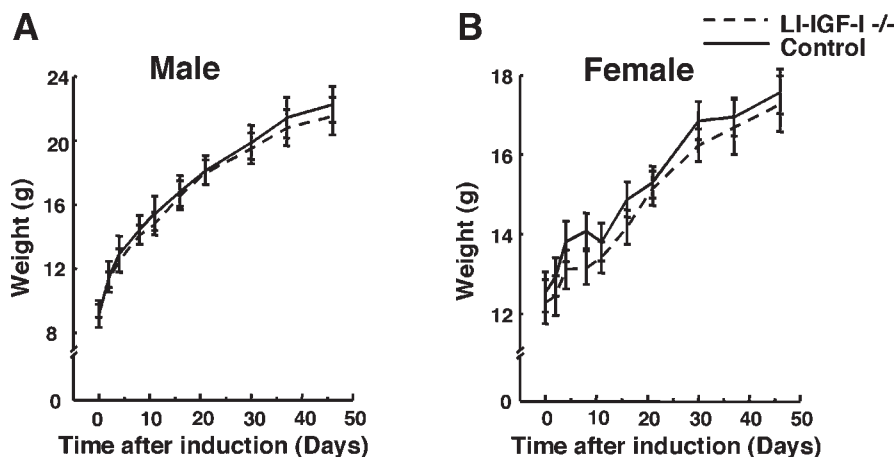 A
Male
Weight (g)
24
20
16
12
8
0
0 10 20 30 40 50
Time after induction (Days)
B
LI-IGF-I -/-
Control
Female
Weight (g)
18
16
14
12
0
0 10 20 30 40 50
Time after induction (Days)